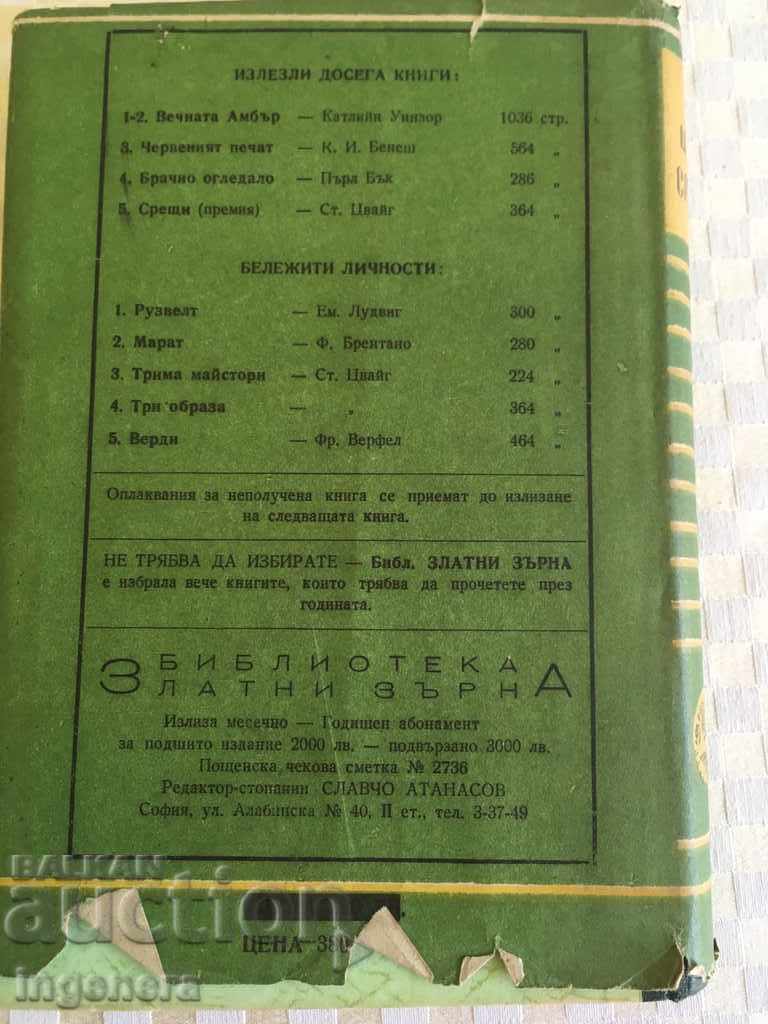 ИЗЛЕЗЛИ ДОСЕГА КНИГИ:
1-2. Вечната Амбър — Катлийн Уинзор 1036 стр.
3. Червеният печат — К. И. Бенеш 564 „
4. Брачно огледало — Пърл Бък 286 „
5. Срещи (премия) — Ст. Цвайг 364 „
БЕЛЕЖИТИ ЛИЧНОСТИ:
1. Рузвелт — Ем. Лудвиг 300 „
2. Марат — Ф. Брентано 280 „
3. Трима майстори — Ст. Цвайг 224 „
4. Три образа — „ 364 „
5. Верди — Фр. Верфел 464 „
Оплаквания за неполучена книга се приемат до излизане
на следващата книга.
НЕ ТРЯБВА ДА ИЗБИРАТЕ — Библ. ЗЛАТНИ ЗЪРНА
е избрала вече книгите, които трябва да прочетете през
годината.
БИБЛИОТЕКА
ЗЛАТНИ ЗЪРНА
Излиза месечно — Годишен абонамент
за подшито издание 2000 лв. — подвързано 3000 лв.
Пощенска чекова сметка № 2736
Редактор-стопанин СЛАВЧО АТАНАСОВ
София, ул. Алабинска № 40, II ет., тел. 3-37-49
ЦЕНА 380
BALKAN
auction
ingenera